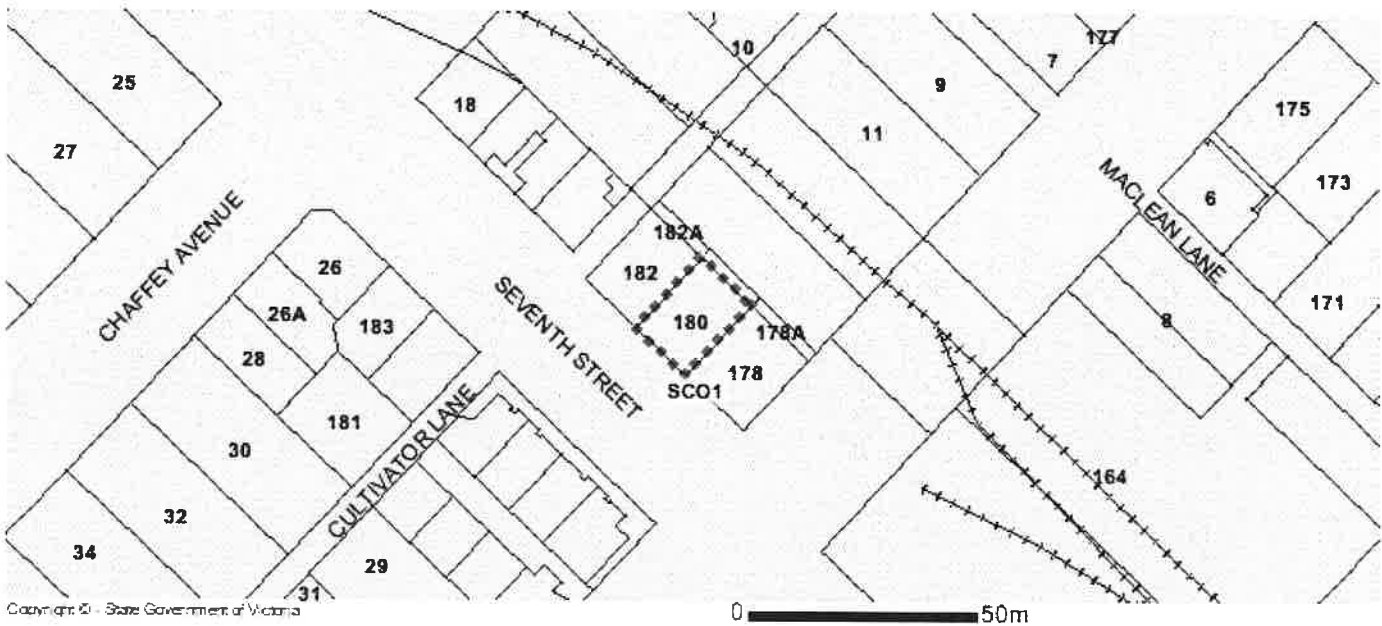 177
10
7
25
9
18
175
11
27
MACLEAN LANE
173
6
CHAFFEY AVENUE
182A
26
182
SEVENTH STREET
171
26A
183
180
178A
8
28
178
SCO1
181
CULTIVATOR LANE
30
164
32
34
29
31
Copyright © - State Government of Victoria
0
50m